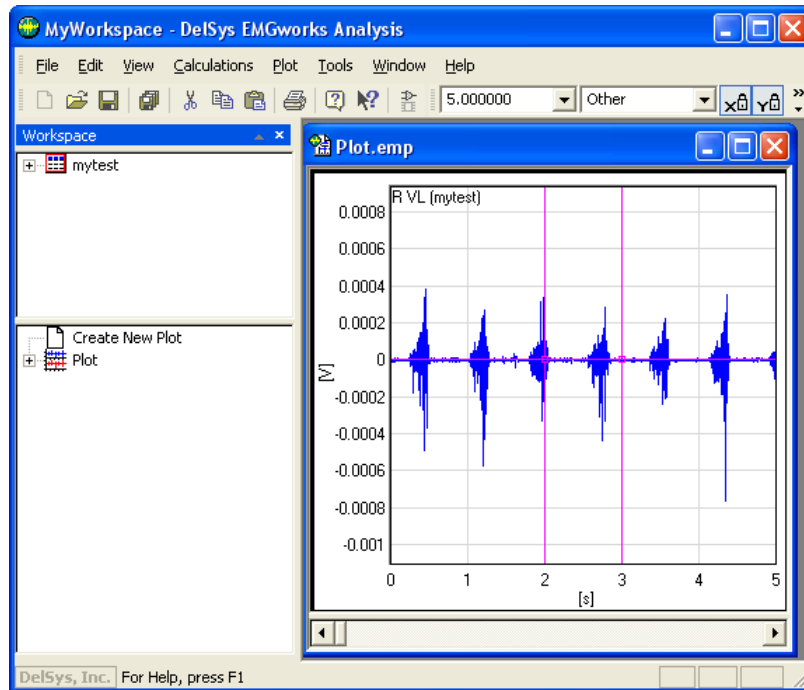 MyWorkspace - DelSys EMGworks Analysis
File Edit View Calculations Plot Tools Window Help
5.000000 Other X Y
Workspace
mytest
Create New Plot
Plot
Plot.emp
R VL (mytest)
0.0008
0.0006
0.0004
0.0002
0
-0.0002
-0.0004
-0.0006
-0.0008
-0.001
[V]
0 1 2 3 4 5
[s]
DelSys, Inc. For Help, press F1